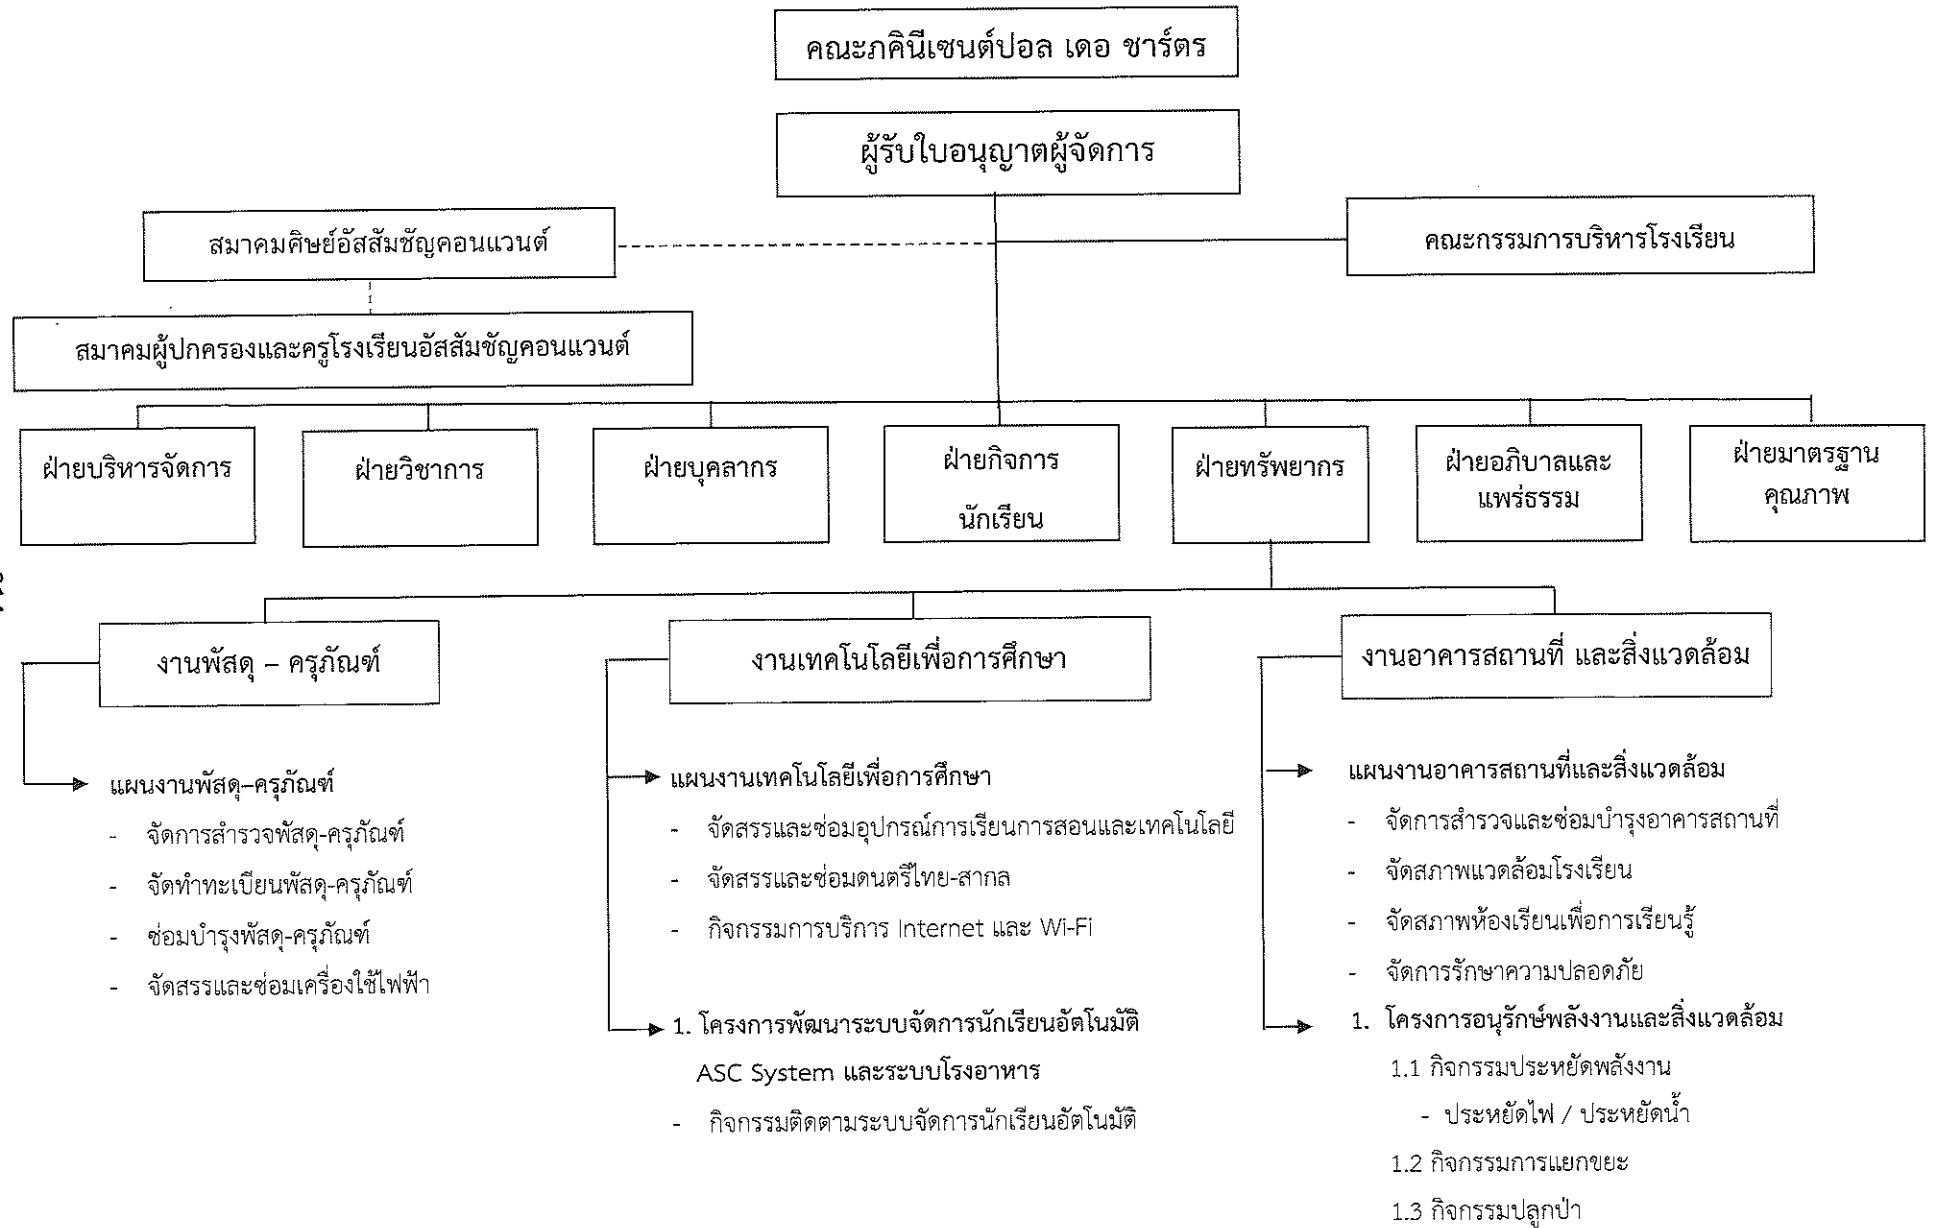 คณะภคินีเซนต์ปอล เดอ ชาร์ตร
ผู้รับใบอนุญาตผู้จัดการ
สมาคมศิษย์อัสสัมชัญคอนแวนต์
คณะกรรมการบริหารโรงเรียน
สมาคมผู้ปกครองและครูโรงเรียนอัสสัมชัญคอนแวนต์
ฝ่ายบริหารจัดการ
ฝ่ายวิชาการ
ฝ่ายบุคลากร
ฝ่ายกิจการ
นักเรียน
ฝ่ายทรัพยากร
ฝ่ายอภิบาลและ
แพร่ธรรม
ฝ่ายมาตรฐาน
คุณภาพ
งานพัสดุ – ครุภัณฑ์
แผนงานพัสดุ–ครุภัณฑ์
- จัดการสำรวจพัสดุ-ครุภัณฑ์
- จัดทำทะเบียนพัสดุ-ครุภัณฑ์
- ซ่อมบำรุงพัสดุ-ครุภัณฑ์
- จัดสรรและซ่อมเครื่องใช้ไฟฟ้า
งานเทคโนโลยีเพื่อการศึกษา
แผนงานเทคโนโลยีเพื่อการศึกษา
- จัดสรรและซ่อมอุปกรณ์การเรียนการสอนและเทคโนโลยี
- จัดสรรและซ่อมดนตรีไทย-สากล
- กิจกรรมการบริการ Internet และ Wi-Fi
1. โครงการพัฒนาระบบจัดการนักเรียนอัตโนมัติ
ASC System และระบบโรงอาหาร
- กิจกรรมติดตามระบบจัดการนักเรียนอัตโนมัติ
งานอาคารสถานที่ และสิ่งแวดล้อม
แผนงานอาคารสถานที่และสิ่งแวดล้อม
- จัดการสำรวจและซ่อมบำรุงอาคารสถานที่
- จัดสภาพแวดล้อมโรงเรียน
- จัดสภาพห้องเรียนเพื่อการเรียนรู้
- จัดการรักษาความปลอดภัย
1. โครงการอนุรักษ์พลังงานและสิ่งแวดล้อม
1.1 กิจกรรมประหยัดพลังงาน
- ประหยัดไฟ / ประหยัดน้ำ
1.2 กิจกรรมการแยกขยะ
1.3 กิจกรรมปลูกป่า